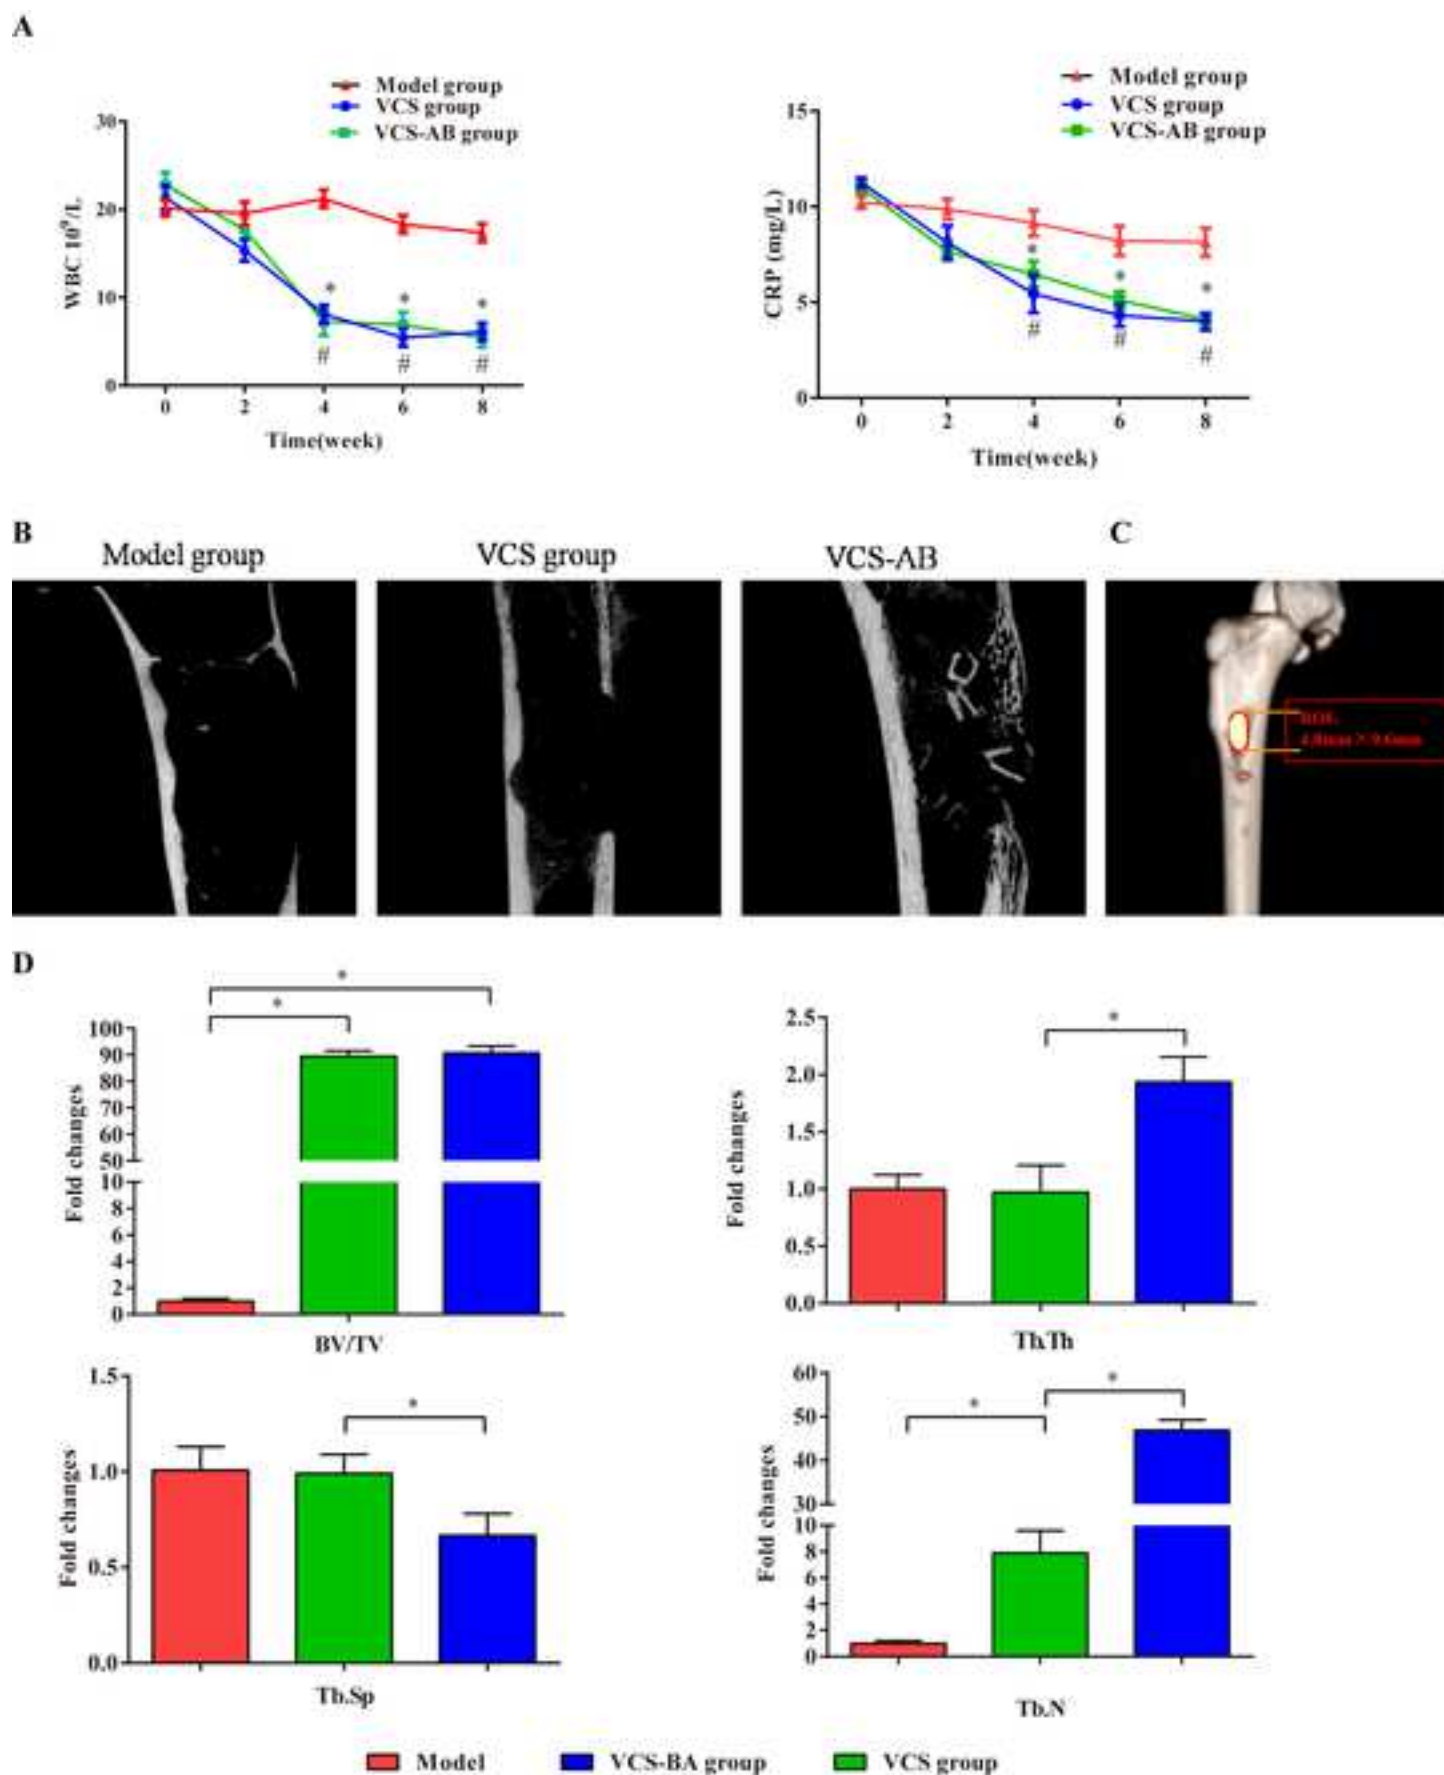 A
Model group
VCS group
VCS-AB group
30
20
10
0
WBC 10⁹/L
0 2 4 6 8
Time(week)
* * *
# # #
Model group
VCS group
VCS-AB group
15
10
5
0
CRP (mg/L)
0 2 4 6 8
Time(week)
* * *
# # #
B
Model group
VCS group
VCS-AB
C
4.8mm×9.6mm
D
* *
100
90
80
70
60
50
10
8
6
4
2
0
Fold changes
BV/TV
*
2.5
2.0
1.5
1.0
0.5
0.0
Fold changes
Tb.Th
*
1.5
1.0
0.5
0.0
Fold changes
Tb.Sp
* *
60
50
40
30
10
8
6
4
2
0
Fold changes
Tb.N
Model
VCS-BA group
VCS group